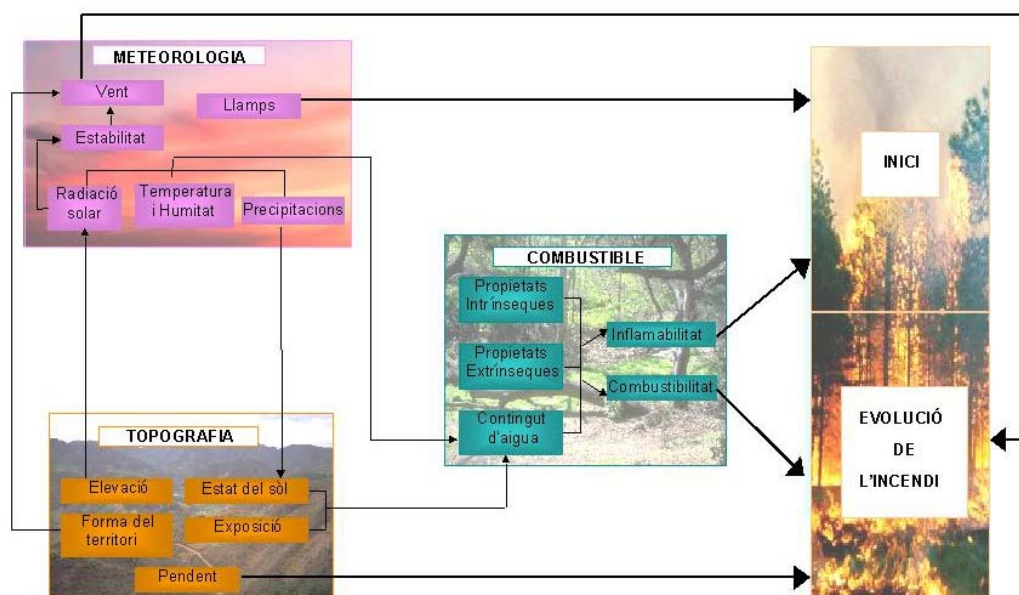 METEOROLOGIA
Vent
Llamps
Estabilitat
Radiació
solar
Temperatura
i Humitat
Precipitacions
COMBUSTIBLE
Propietats
Intrínseques
Propietats
Extrínseques
Contingut
d'aigua
Inflamabilitat
Combustibilitat
TOPOGRAFIA
Elevació
Estat del sòl
Forma del
territori
Exposició
Pendent
INICI
EVOLUCIÓ
DE
L'INCENDI